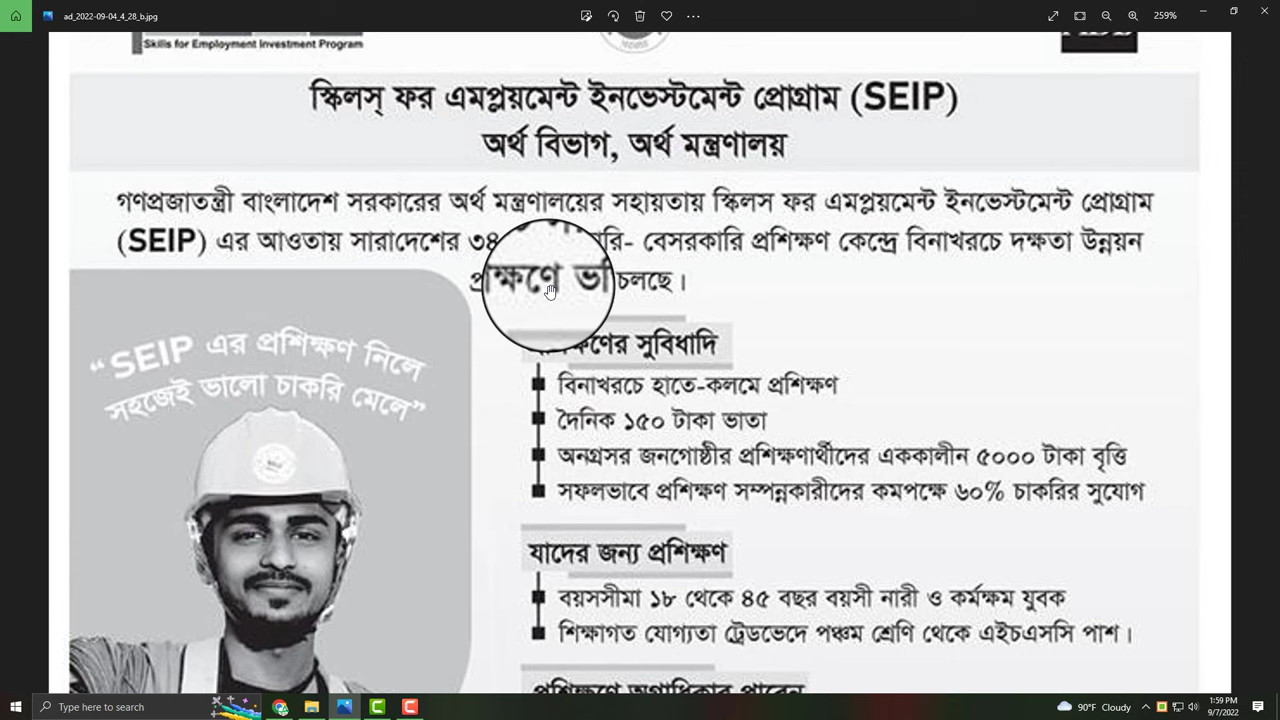 ad_2022-09-04_4_28_b.jpg
259%
Skills for Employment Investment Program
স্কিলস্ ফর এমপ্লয়মেন্ট ইনভেস্টমেন্ট প্রোগ্রাম (SEIP)
অর্থ বিভাগ, অর্থ মন্ত্রণালয়
গণপ্রজাতন্ত্রী বাংলাদেশ সরকারের অর্থ মন্ত্রণালয়ের সহায়তায় স্কিলস ফর এমপ্লয়মেন্ট ইনভেস্টমেন্ট প্রোগ্রাম
(SEIP) এর আওতায় সারাদেশের বেসরকারি প্রশিক্ষণ কেন্দ্রে বিনাখরচে দক্ষতা উন্নয়ন
চলছে।
“SEIP এর প্রশিক্ষণ নিলে
সহজেই ভালো চাকরি মেলে”
সুবিধাদি
বিনাখরচে হাতে-কলমে প্রশিক্ষণ
দৈনিক ১৫০ টাকা ভাতা
অনগ্রসর জনগোষ্ঠীর প্রশিক্ষণার্থীদের এককালীন ৫০০০ টাকা বৃত্তি
সফলভাবে প্রশিক্ষণ সম্পন্নকারীদের কমপক্ষে ৬০% চাকরির সুযোগ
যাদের জন্য প্রশিক্ষণ
বয়সসীমা ১৮ থেকে ৪৫ বছর বয়সী নারী ও কর্মক্ষম যুবক
শিক্ষাগত যোগ্যতা ট্রেডভেদে পঞ্চম শ্রেণি থেকে এইচএসসি পাশ।
প্রশিক্ষণে অগ্রাধিকার পাবেন
Type here to search
90°F Cloudy
1:59 PM
9/7/2022